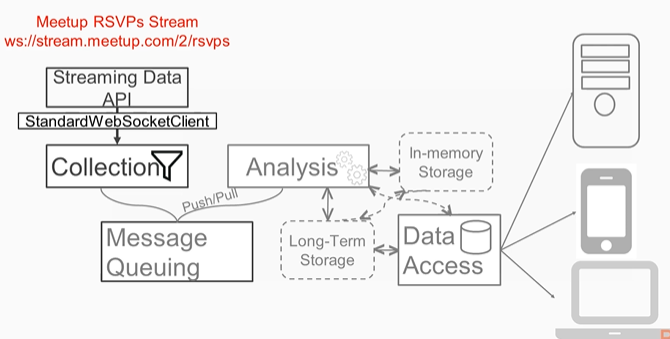 Meetup RSVPs Stream
ws://stream.meetup.com/2/rsvps
Streaming Data
API
StandardWebSocketClient
Collection
Analysis
In-memory
Storage
Push/Pull
Message
Queuing
Long-Term
Storage
Data
Access